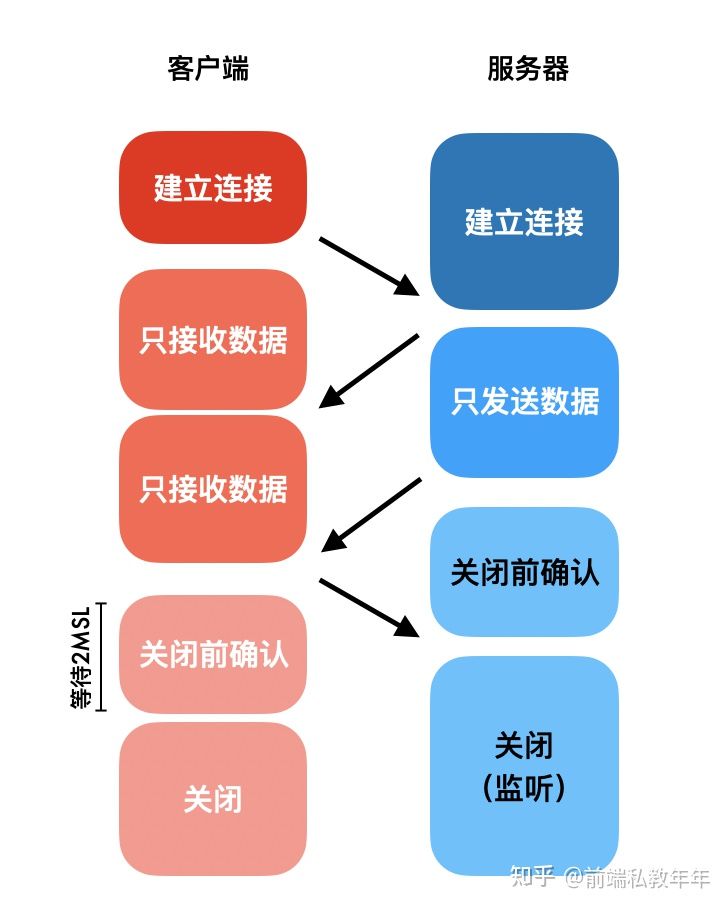 客户端
服务器
建立连接
建立连接
只接收数据
只发送数据
只接收数据
关闭前确认
等待2MSL
关闭前确认
关闭
关闭
（监听）
知乎 @前端私教年年